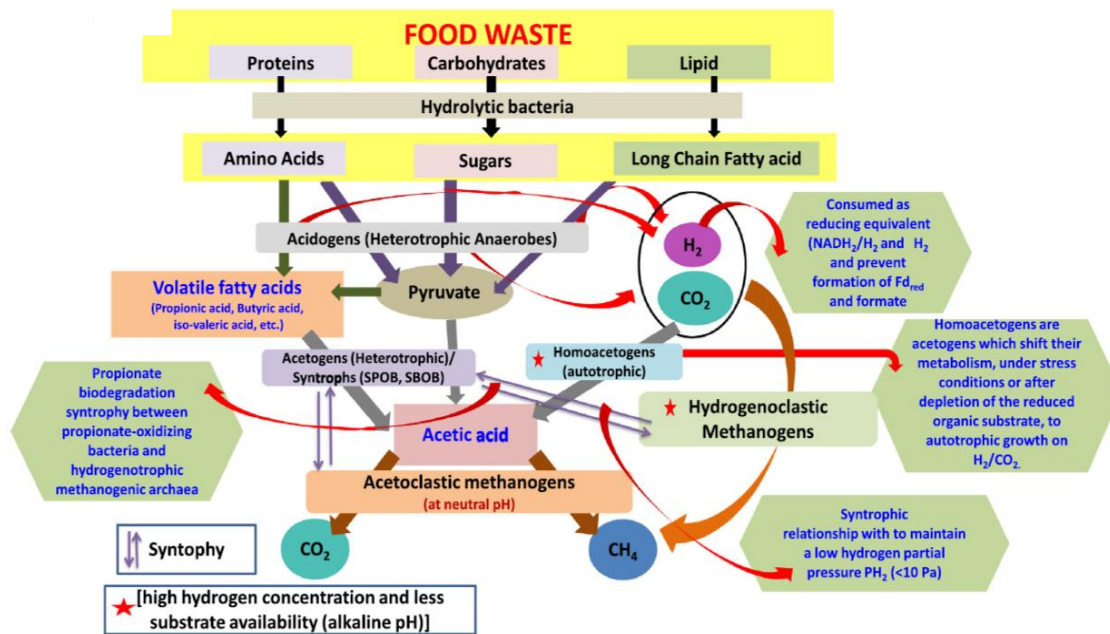 FOOD WASTE
Proteins
Carbohydrates
Lipid
Hydrolytic bacteria
Amino Acids
Sugars
Long Chain Fatty acid
Acidogens (Heterotrophic Anaerobes)
H2
CO2
Consumed as
reducing equivalent
(NADH2/H2 and H2
and prevent
formation of Fdred
and formate
Volatile fatty acids
(Propionic acid, Butyric acid,
iso-valeric acid, etc.)
Pyruvate
Acetogens (Heterotrophic)/
Syntrophs (SPOB, SBOB)
Homoacetogens
(autotrophic)
Homoacetogens are
acetogens which shift their
metabolism, under stress
conditions or after
depletion of the reduced
organic substrate, to
autotrophic growth on
H2/CO2.
Propionate
biodegradation
syntrophy between
propionate-oxidizing
bacteria and
hydrogenotrophic
methanogenic archaea
Hydrogenoclastic
Methanogens
Acetic acid
Acetoclastic methanogens
(at neutral pH)
CO2
CH4
Syntrophic
relationship with to maintain
a low hydrogen partial
pressure PH2 (<10 Pa)
Syntophy
[high hydrogen concentration and less
substrate availability (alkaline pH)]